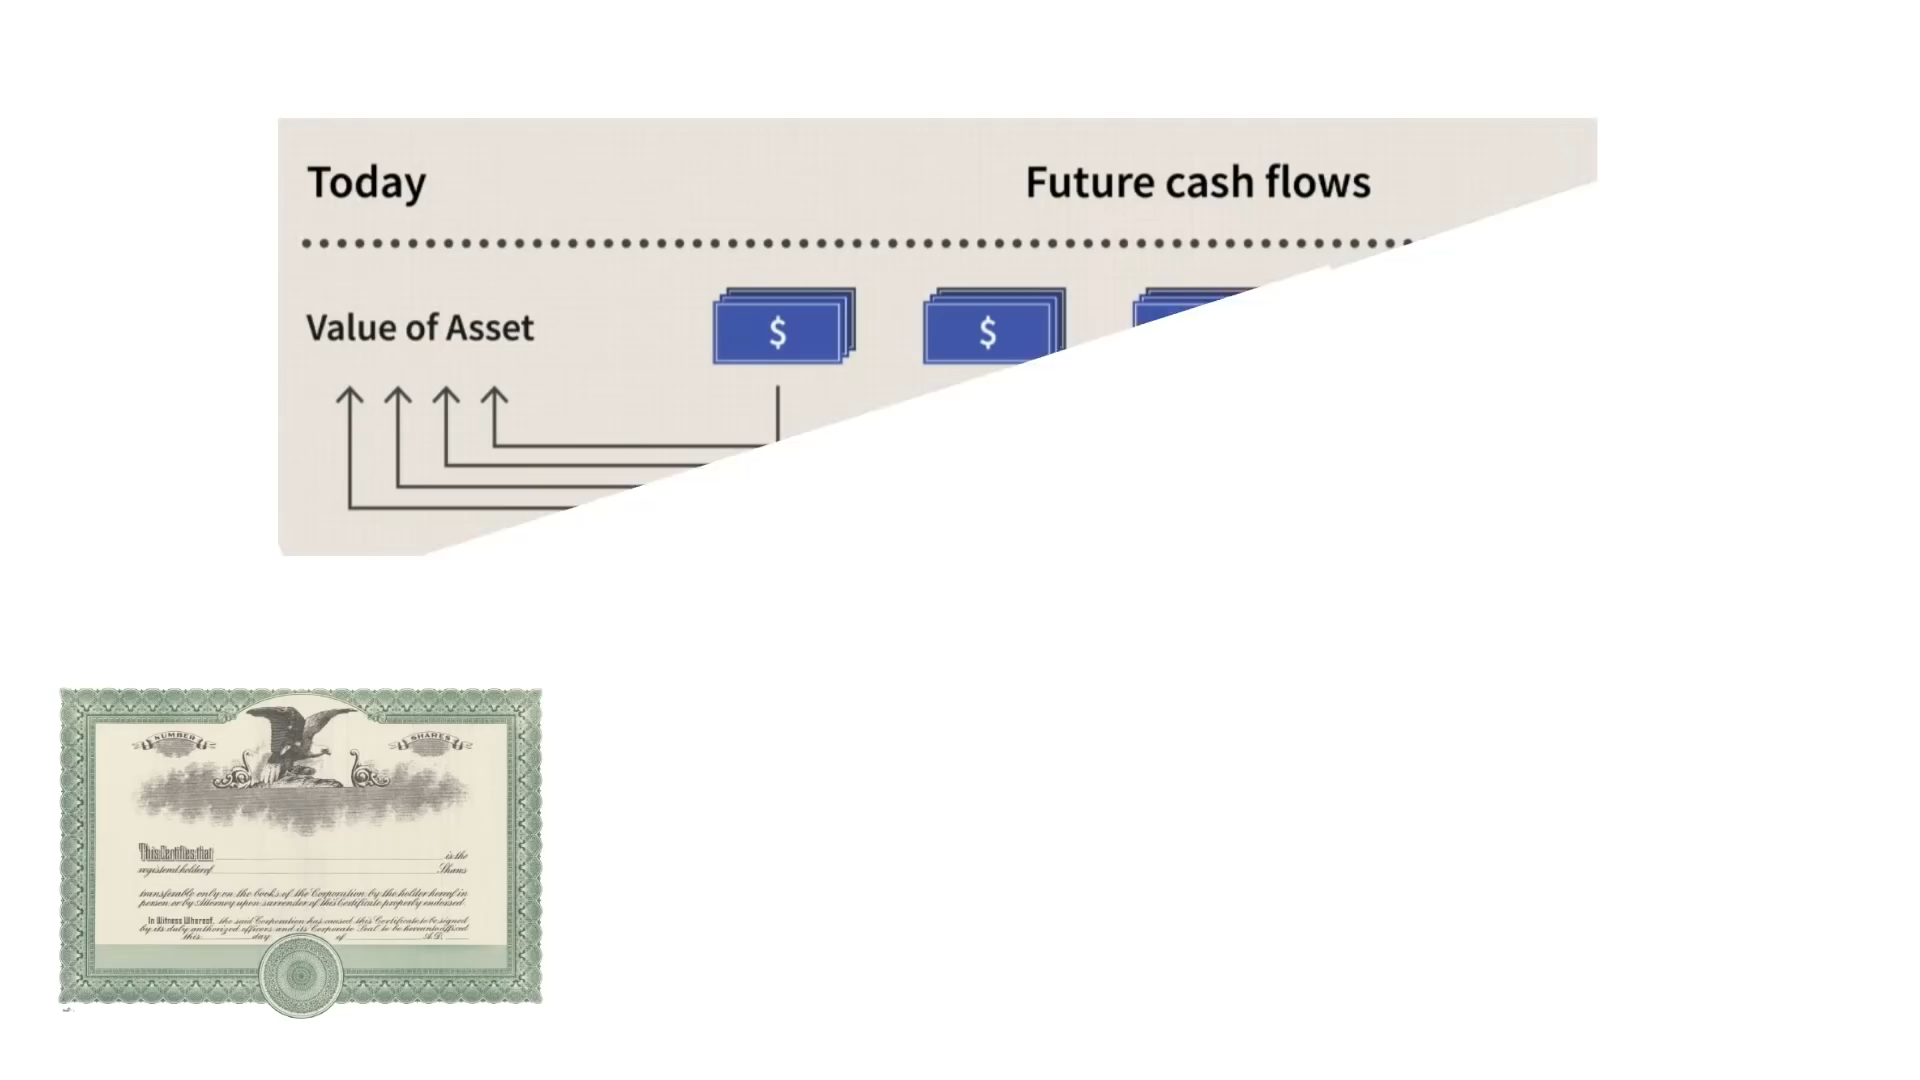 Today
Future cash flows
Value of Asset
$ $
NUMBER
SHARES
This Certifies that is the
registered holder of Shares
transferable only on the books of the Corporation by the holder hereof in
person or by Attorney upon surrender of this Certificate properly endorsed.
In Witness Whereof, the said Corporation has caused this Certificate to be signed
by its duly authorized officers and its Corporate Seal to be hereunto affixed
this day of A.D.